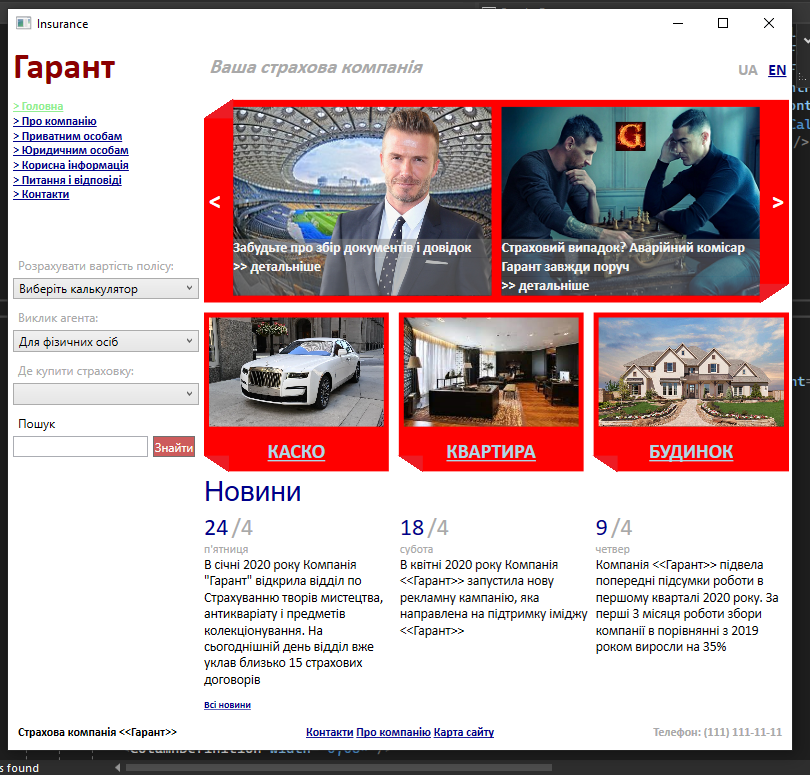 Insurance
Гарант
Ваша страхова компанія
UA EN
> Головна
> Про компанію
> Приватним особам
> Юридичним особам
> Корисна інформація
> Питання і відповіді
> Контакти
Розрахувати вартість полісу:
Виберіть калькулятор
Виклик агента:
Для фізичних осіб
Де купити страховку:
Пошук
Знайти
<
Забудьте про збір документів і довідок
>> детальніше
G
Страховий випадок? Аварійний комісар
Гарант завжди поруч
>> детальніше
>
КАСКО
КВАРТИРА
БУДИНОК
Новини
24 /4
п'ятниця
В січні 2020 року Компанія
"Гарант" відкрила відділ по
Страхуванню творів мистецтва,
антикваріату і предметів
колекціонування. На
сьогоднішній день відділ вже
уклав близько 15 страхових
договорів
18 /4
субота
В квітні 2020 року Компанія
<<Гарант>> запустила нову
рекламну кампанію, яка
направлена на підтримку іміджу
<<Гарант>>
9 /4
четвер
Компанія <<Гарант>> підвела
попередні підсумки роботи в
першому кварталі 2020 року. За
перші 3 місяця роботи збори
компанії в порівнянні з 2019
роком виросли на 35%
Всі новини
Страхова компанія <<Гарант>>
Контакти Про компанію Карта сайту
Телефон: (111) 111-11-11
s found